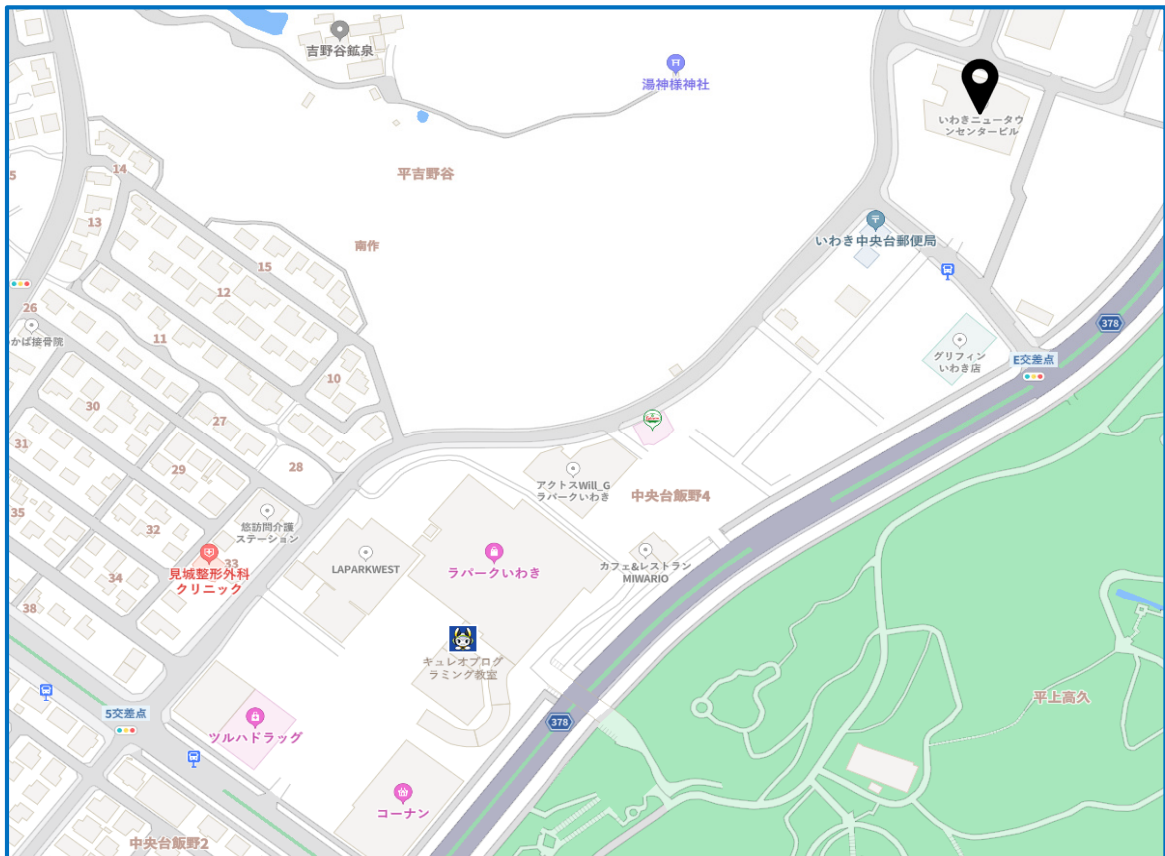 吉野谷鉱泉
湯神様神社
いわきニュータウ
ンセンタービル
平吉野谷
14
5
13
いわき中央台郵便局
南作
15
12
26
かば接骨院
11
378
グリフィン
いわき店
E交差点
10
30
27
31
29
28
アクトスWill_G
ラパークいわき
中央台飯野4
35
32
悠訪問介護
ステーション
33
見城整形外科
クリニック
34
LAPARKWEST
ラパークいわき
カフェ&レストラン
MIWARIO
38
キュレオプログ
ラミング教室
平上高久
5交差点
378
ツルハドラッグ
コーナン
中央台飯野2